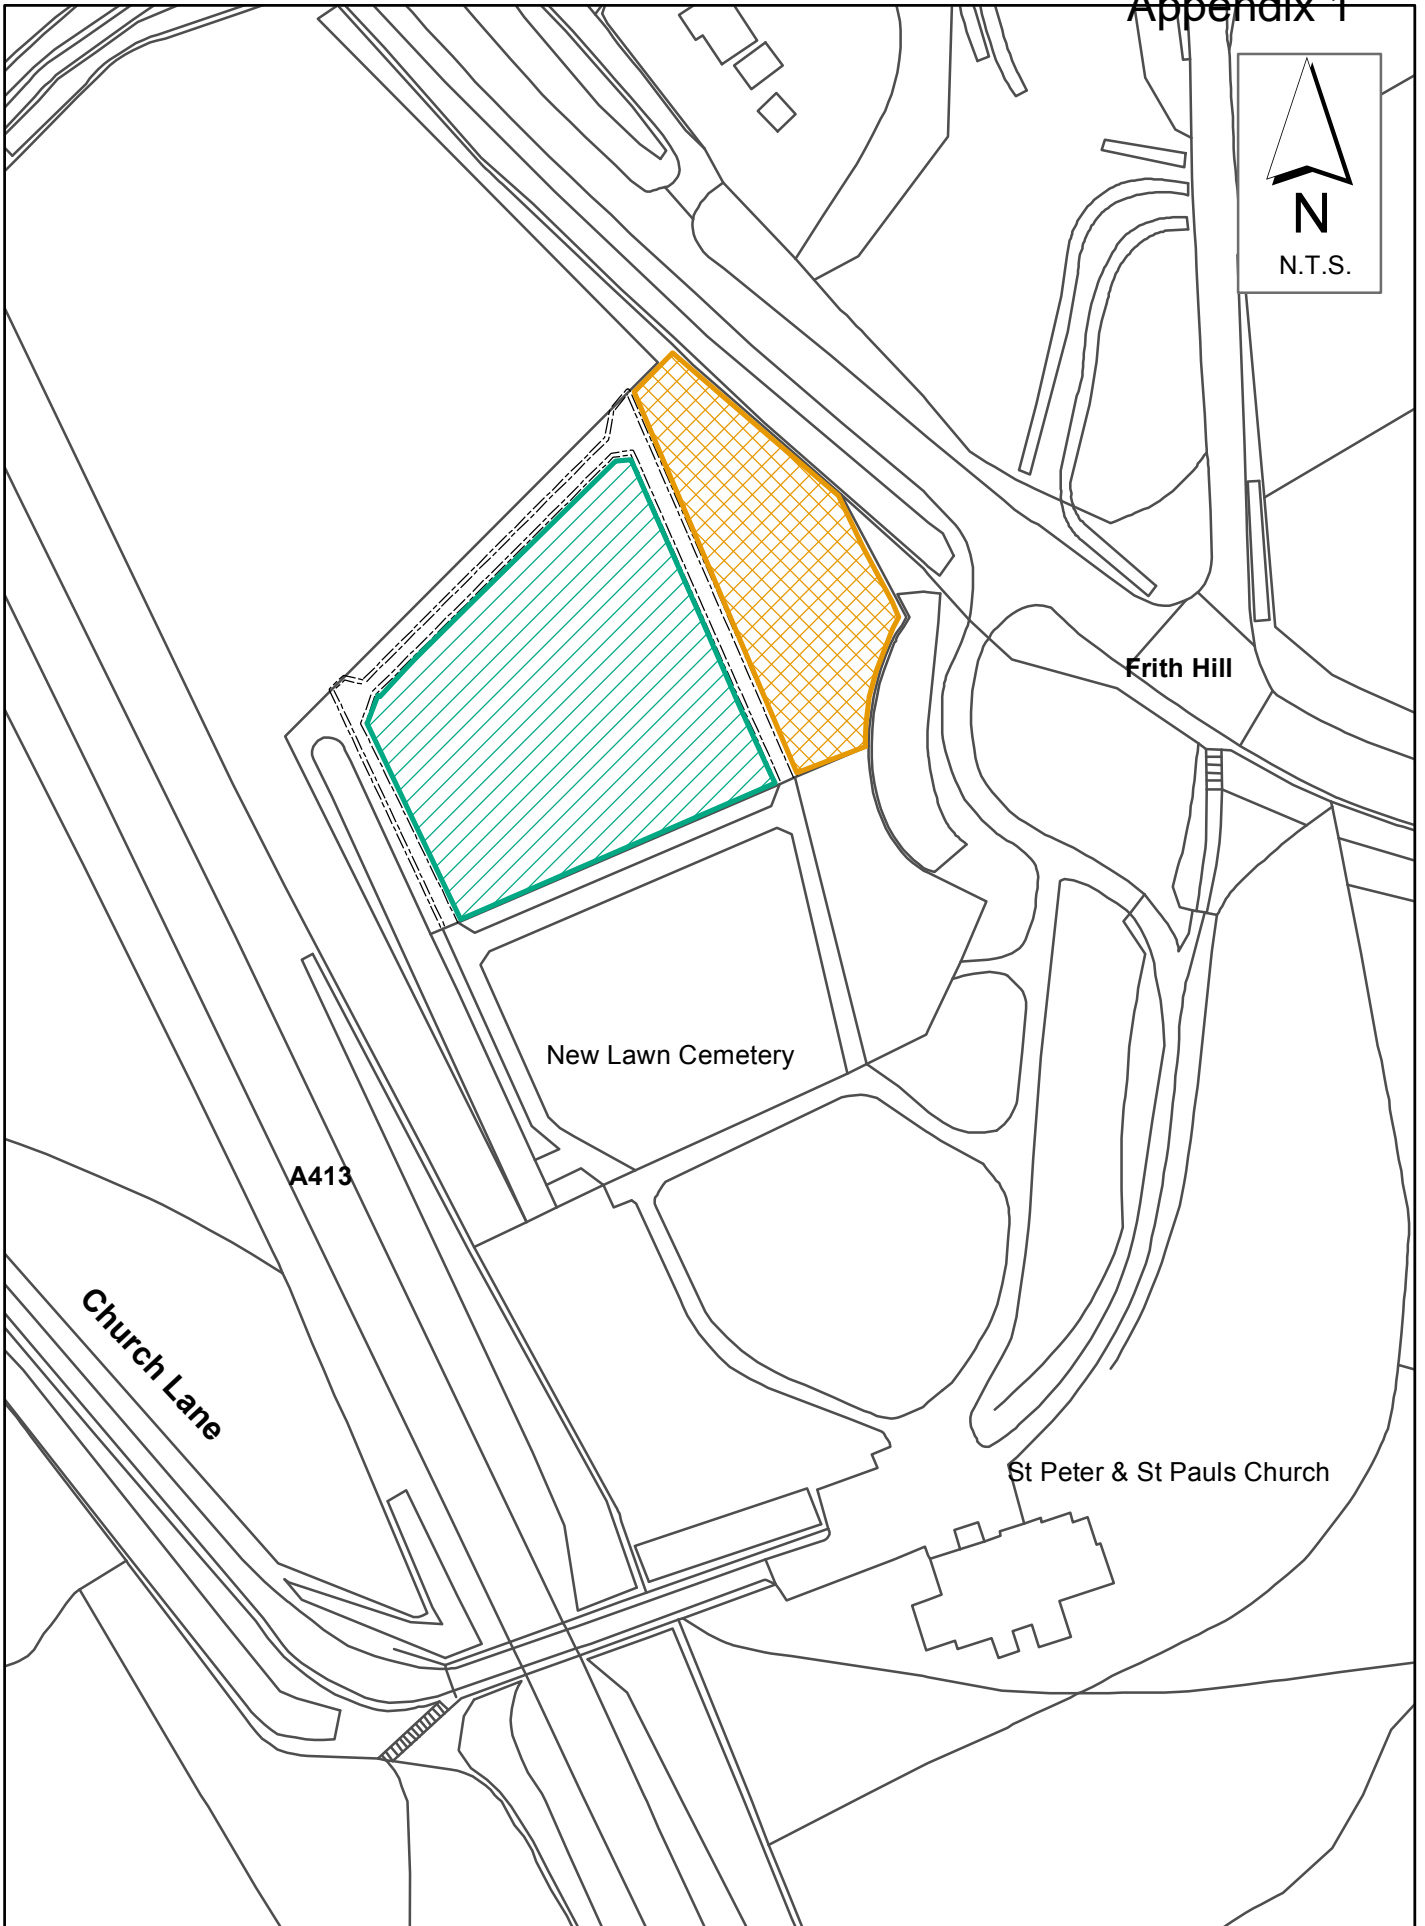 Appendix 1
N
N.T.S.
Frith Hill
New Lawn Cemetery
A413
Church Lane
St Peter & St Pauls Church